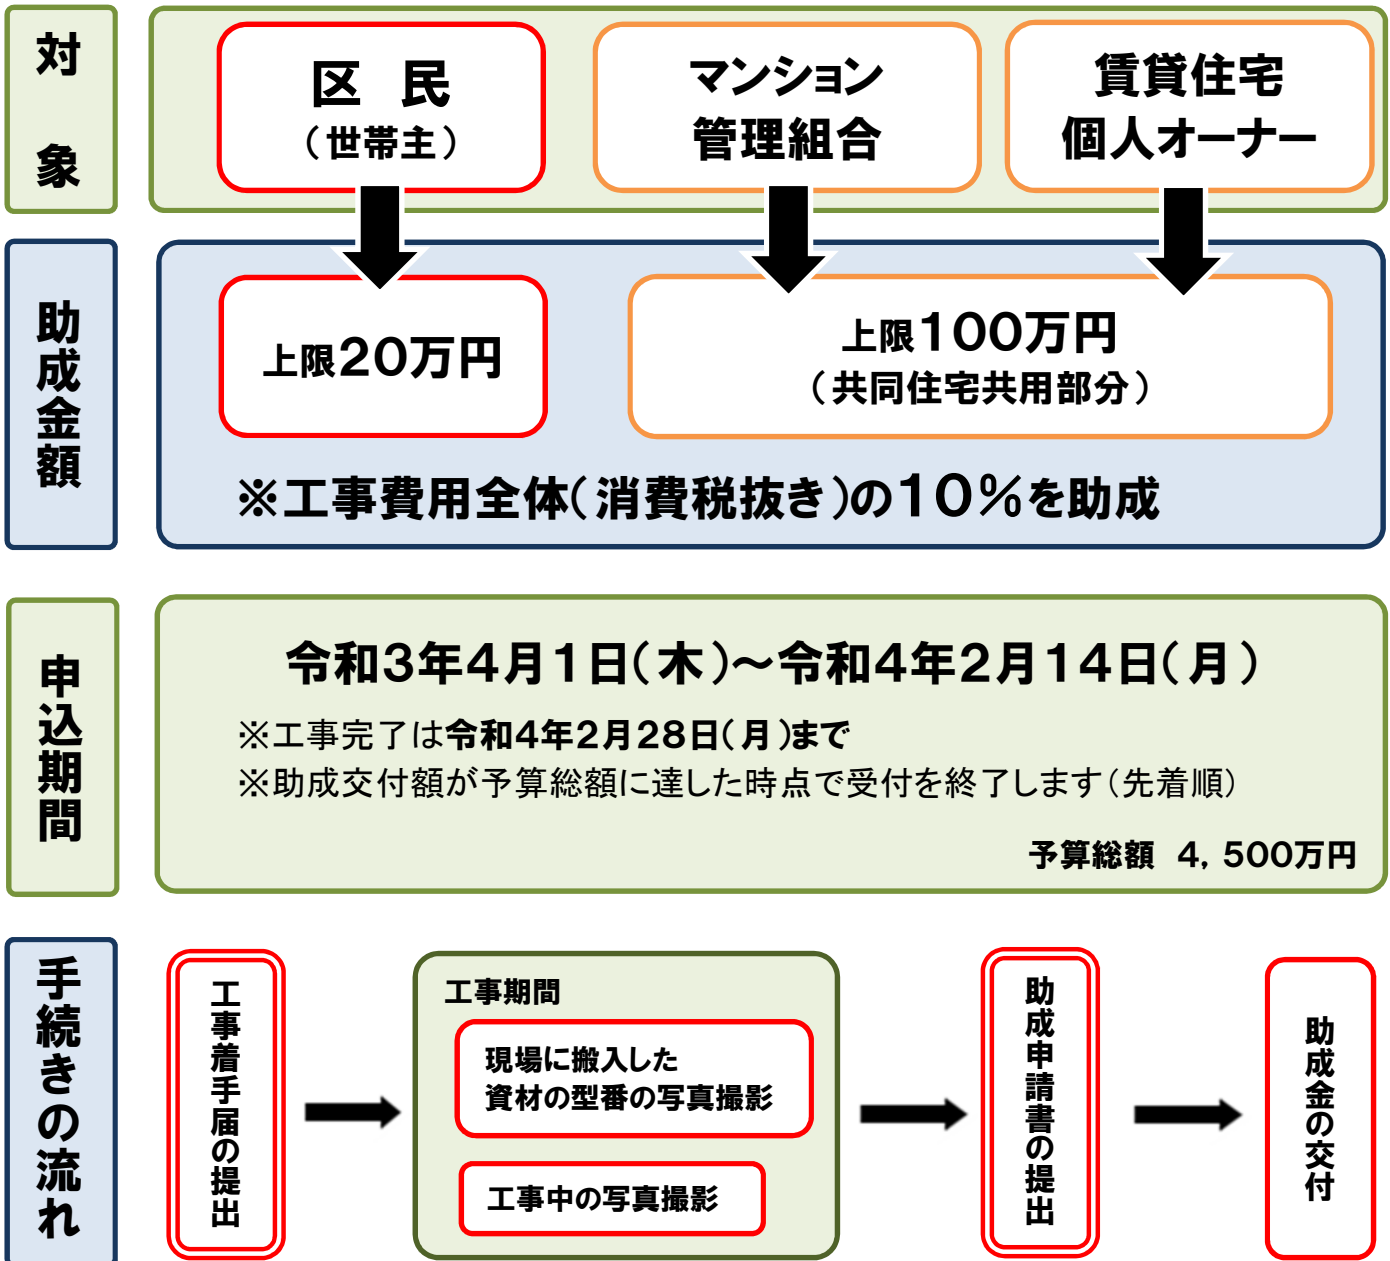 対象
区　民
（世帯主）
マンション
管理組合
賃貸住宅
個人オーナー
助成金額
上限２０万円
上限１００万円
（共同住宅共用部分）
※工事費用全体（消費税抜き）の１０％を助成
申込期間
令和３年４月１日（木）～令和４年２月１４日（月）
※工事完了は令和４年２月２８日（月）まで
※助成交付額が予算総額に達した時点で受付を終了します（先着順）
予算総額　４，５００万円
手続きの流れ
工事着手届の提出
工事期間
現場に搬入した
資材の型番の写真撮影
工事中の写真撮影
助成申請書の提出
助成金の交付